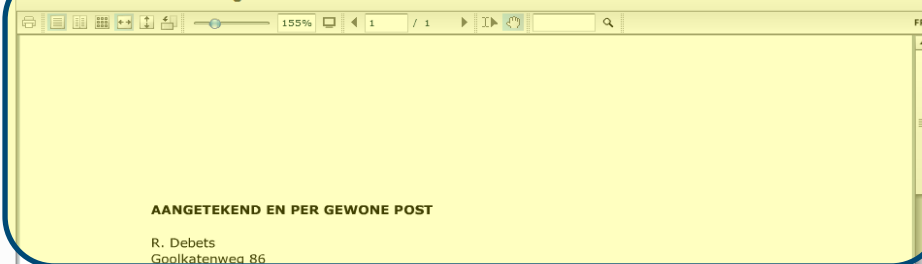 155% 1 / 1
AANGETEKEND EN PER GEWONE POST
R. Debets
Goolkatenweg 86